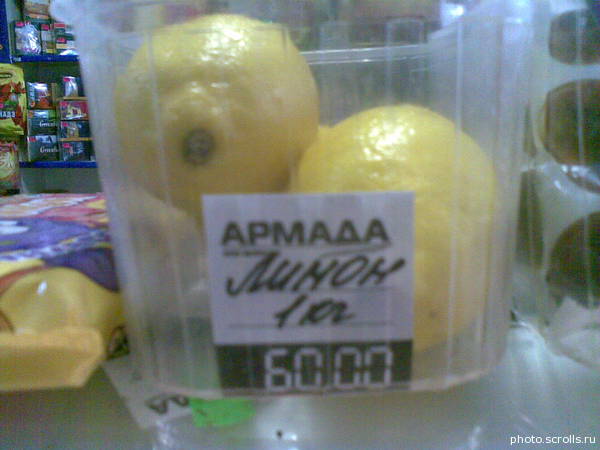 АРМАДА
Лимон
1 кг
60 00
photo.scrolls.ru